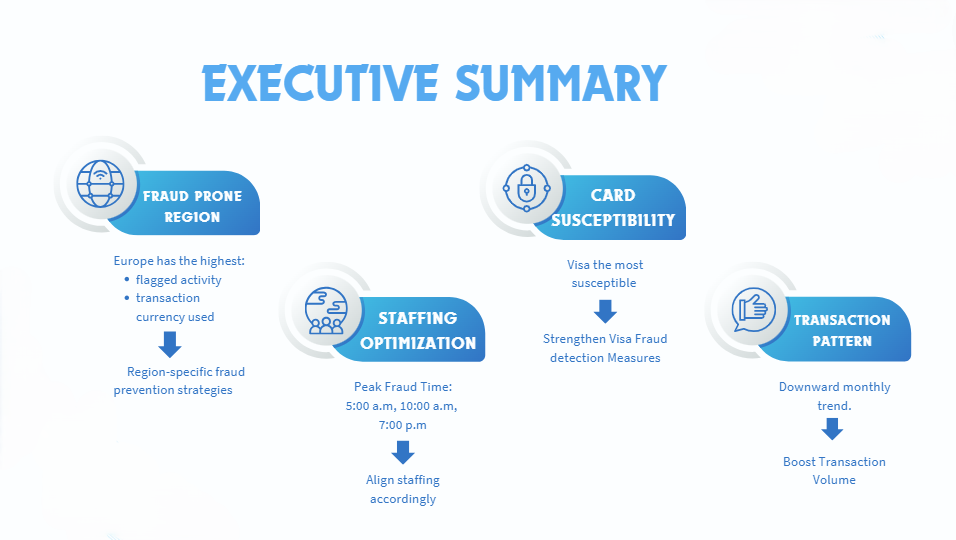 EXECUTIVE SUMMARY
FRAUD PRONE
REGION
Europe has the highest:
• flagged activity
• transaction
currency used
Region-specific fraud
prevention strategies
STAFFING
OPTIMIZATION
Peak Fraud Time:
5:00 a.m, 10:00 a.m,
7:00 p.m
Align staffing
accordingly
CARD
SUSCEPTIBILITY
Visa the most
susceptible
Strengthen Visa Fraud
detection Measures
TRANSACTION
PATTERN
Downward monthly
trend.
Boost Transaction
Volume